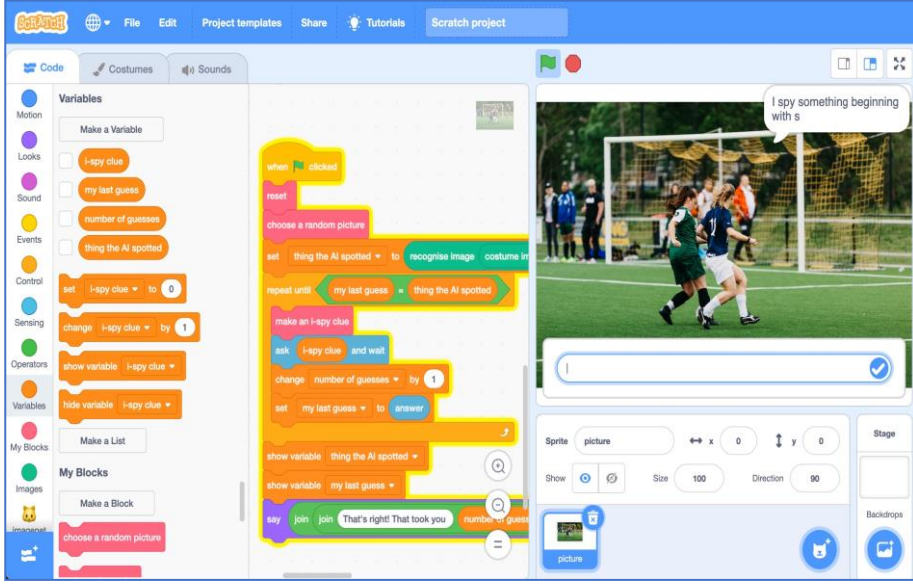 SCRATCH File Edit Project templates Share Tutorials Scratch project
Code Costumes Sounds
Motion
Looks
Sound
Events
Control
Sensing
Operators
Variables
My Blocks
Images
imagenet
Variables
Make a Variable
i-spy clue
my last guess
number of guesses
thing the AI spotted
set i-spy clue to 0
change i-spy clue by 1
show variable i-spy clue
hide variable i-spy clue
Make a List
My Blocks
Make a Block
choose a random picture
when clicked
reset
choose a random picture
set thing the AI spotted to recognise image costume im
repeat until my last guess = thing the AI spotted
make an i-spy clue
ask i-spy clue and wait
change number of guesses by 1
set my last guess to answer
show variable thing the AI spotted
show variable my last guess
say join join That's right! That took you number of guess
I spy something beginning
with s
Sprite picture x 0 y 0
Show Size 100 Direction 90
picture
Stage
Backdrops